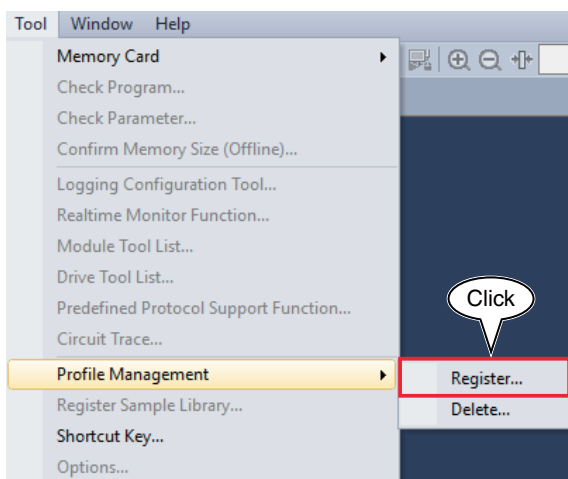 Tool Window Help
Memory Card
Check Program...
Check Parameter...
Confirm Memory Size (Offline)...
Logging Configuration Tool...
Realtime Monitor Function...
Module Tool List...
Drive Tool List...
Predefined Protocol Support Function...
Click
Circuit Trace...
Profile Management
Register...
Register Sample Library...
Delete...
Shortcut Key...
Options...